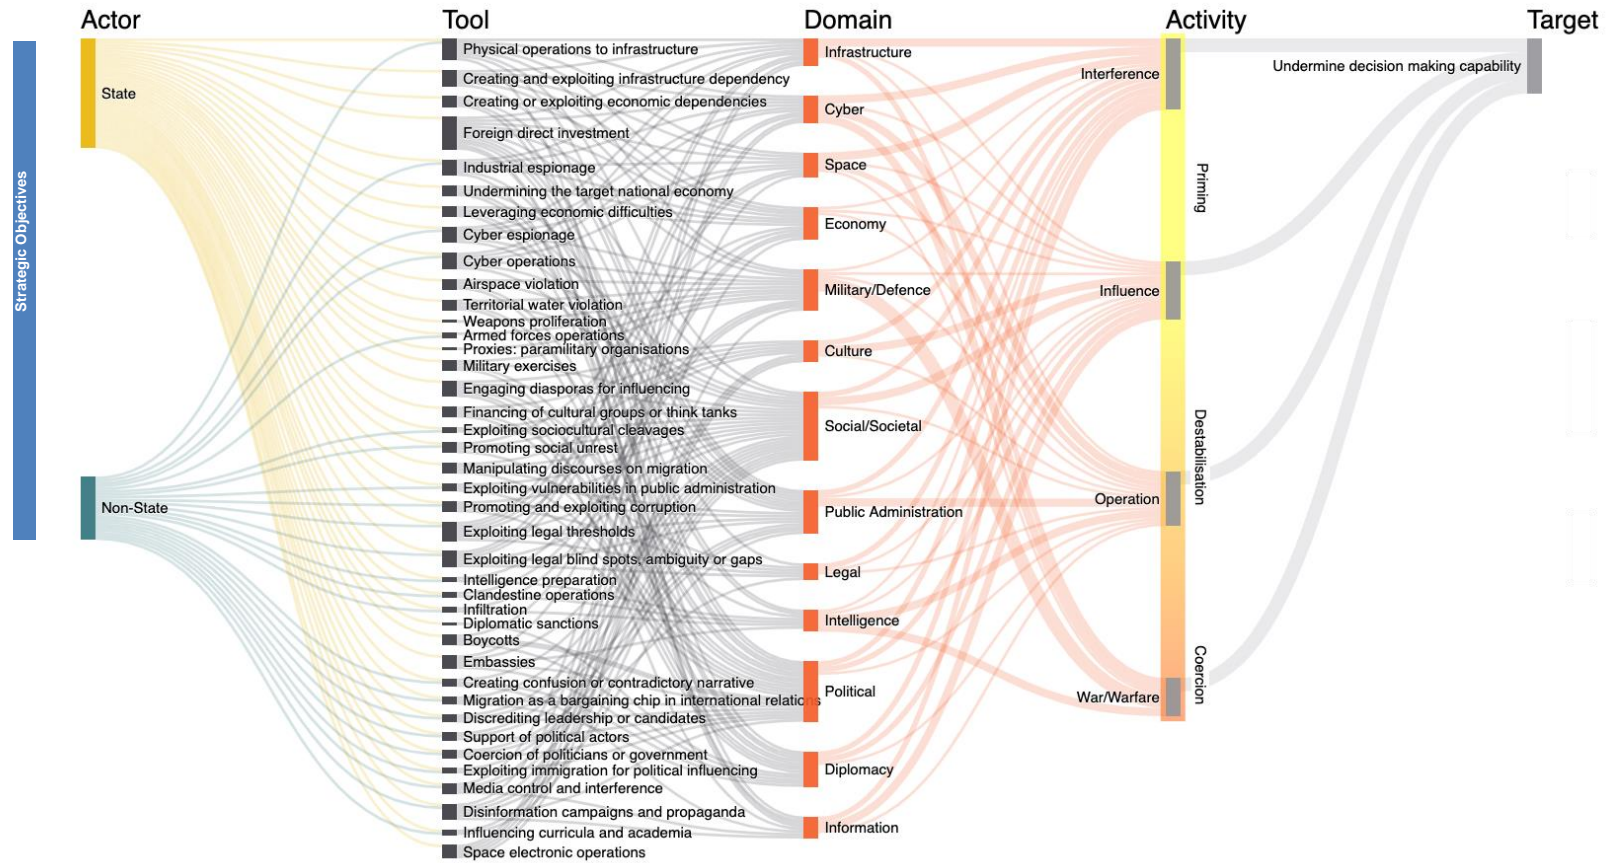 Actor
Tool
Domain
Activity
Target
Strategic Objectives
State
Non-State
Physical operations to infrastructure
Creating and exploiting infrastructure dependency
Creating or exploiting economic dependencies
Foreign direct investment
Industrial espionage
Undermining the target national economy
Leveraging economic difficulties
Cyber espionage
Cyber operations
Airspace violation
Territorial water violation
Weapons proliferation
Armed forces operations
Proxies: paramilitary organisations
Military exercises
Engaging diasporas for influencing
Financing of cultural groups or think tanks
Exploiting sociocultural cleavages
Promoting social unrest
Manipulating discourses on migration
Exploiting vulnerabilities in public administration
Promoting and exploiting corruption
Exploiting legal thresholds
Exploiting legal blind spots, ambiguity or gaps
Intelligence preparation
Clandestine operations
Infiltration
Diplomatic sanctions
Boycotts
Embassies
Creating confusion or contradictory narrative
Migration as a bargaining chip in international relations
Discrediting leadership or candidates
Support of political actors
Coercion of politicians or government
Exploiting immigration for political influencing
Media control and interference
Disinformation campaigns and propaganda
Influencing curricula and academia
Space electronic operations
Infrastructure
Cyber
Space
Economy
Military/Defence
Culture
Social/Societal
Public Administration
Legal
Intelligence
Political
Diplomacy
Information
Interference
Influence
Operation
War/Warfare
Priming
Destabilisation
Coercion
Undermine decision making capability